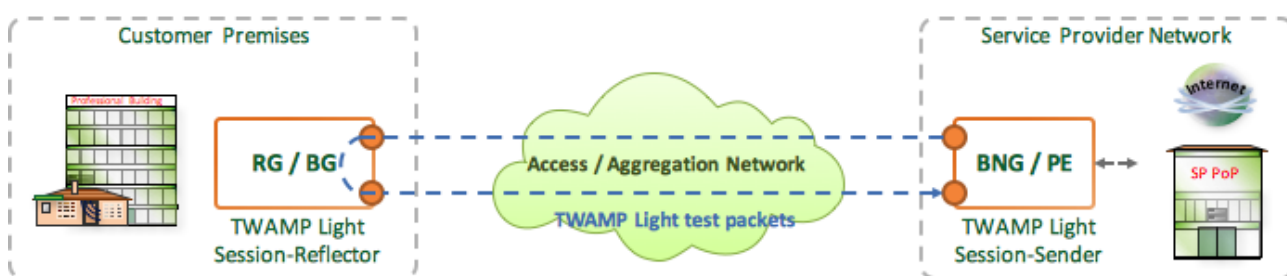 Customer Premises
Service Provider Network
Professional Building
Internet
RG / BG
Access / Aggregation Network
BNG / PE
SP PoP
TWAMP Light test packets
TWAMP Light
Session-Reflector
TWAMP Light
Session-Sender